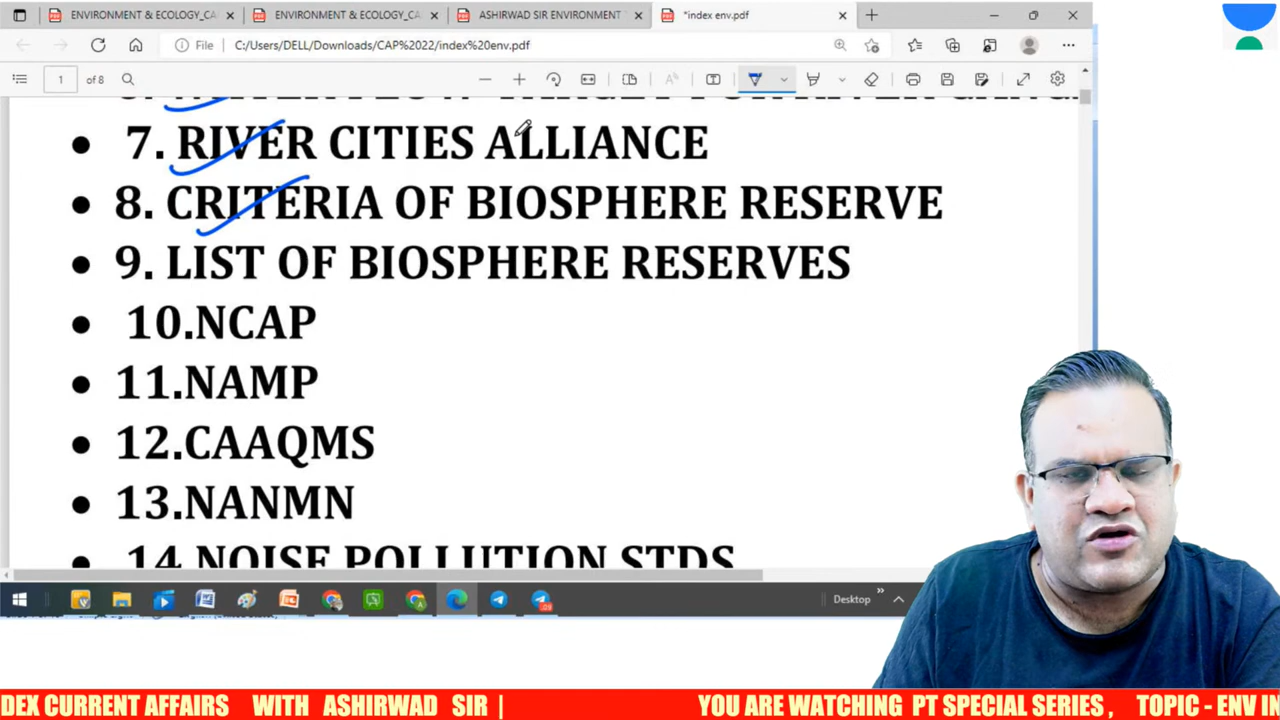 ENVIRONMENT & ECOLOGY_CA
ENVIRONMENT & ECOLOGY_CA
ASHIRWAD SIR ENVIRONMENT
*index env.pdf
File
C:/Users/DELL/Downloads/CAP%2022/index%20env.pdf
1 of 8
• 7. RIVER CITIES ALLIANCE
• 8. CRITERIA OF BIOSPHERE RESERVE
• 9. LIST OF BIOSPHERE RESERVES
• 10.NCAP
• 11.NAMP
• 12.CAAQMS
• 13.NANMN
• 14.NOISE POLLUTION STDS
Desktop
DEX CURRENT AFFAIRS WITH ASHIRWAD SIR | YOU ARE WATCHING PT SPECIAL SERIES , TOPIC - ENV IN